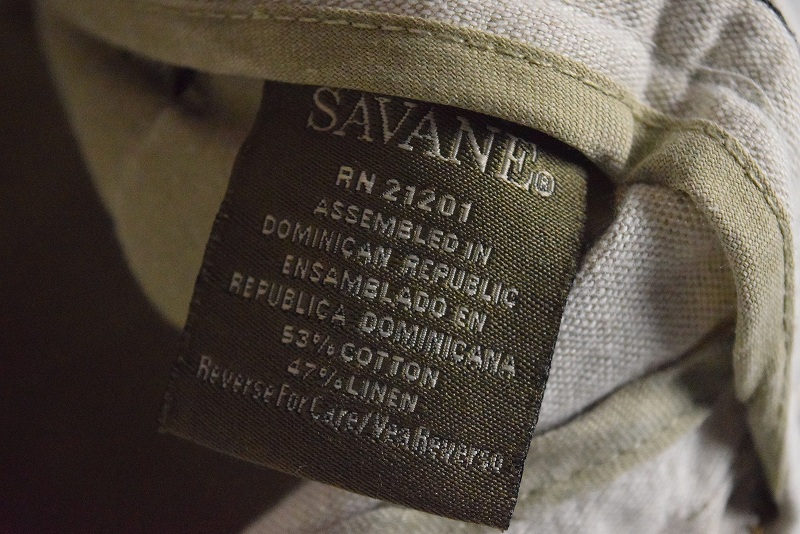 SAVANE®
RN 21201
ASSEMBLED IN
DOMINICAN REPUBLIC
ENSAMBLADO EN
REPUBLICA DOMINICANA
53% COTTON
47% LINEN
Reverse For Care/Vea Reverso